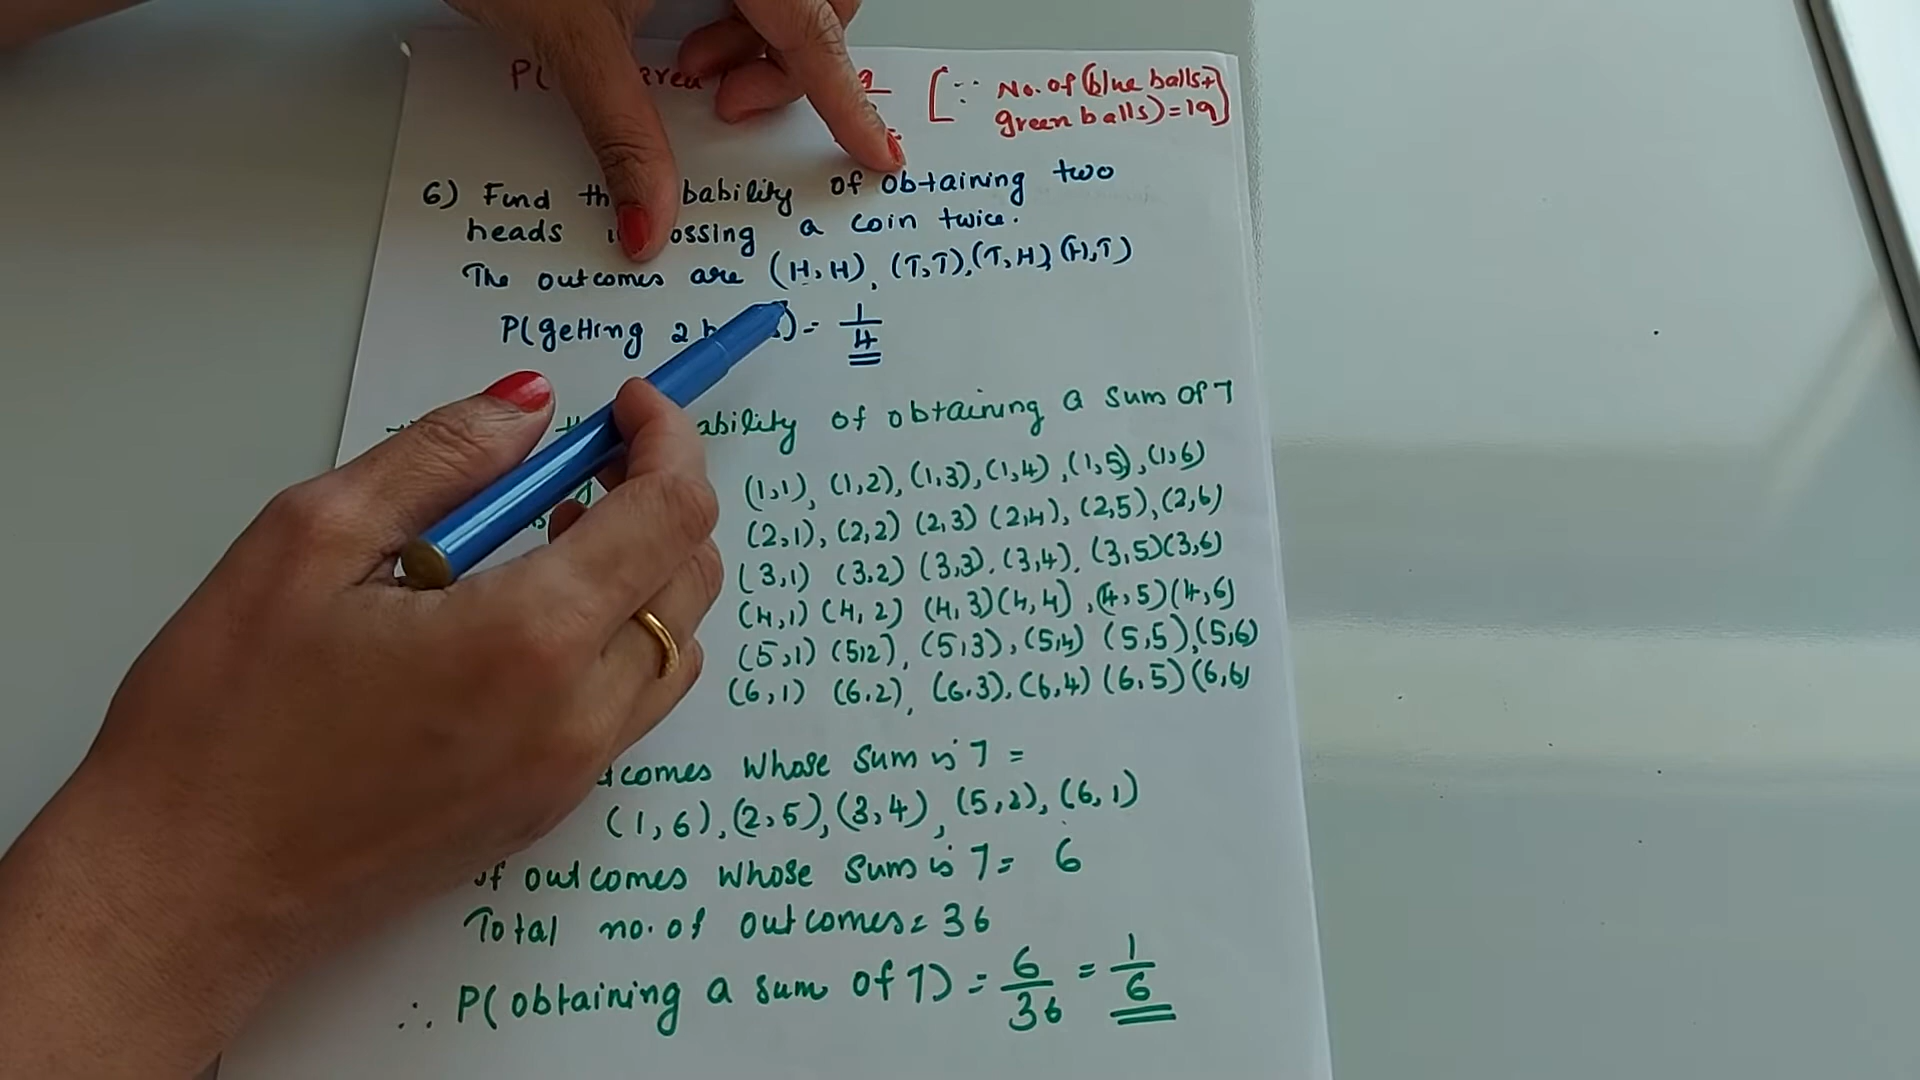 P(
No. of (blue balls+
green balls)=19
6) Find th bability of obtaining two
heads ossing a coin twice.
The outcomes are (H,H), (T,T),(T,H),(H,T)
P(getting 2 )= 1/4
ability of obtaining a sum of 7
(1,1), (1,2), (1,3), (1,4), (1,5), (1,6)
(2,1), (2,2) (2,3) (2,4), (2,5), (2,6)
(3,1) (3,2) (3,3), (3,4), (3,5)(3,6)
(4,1) (4,2) (4,3)(4,4), (4,5)(4,6)
(5,1) (5,2), (5,3), (5,4) (5,5),(5,6)
(6,1) (6,2), (6,3), (6,4) (6,5) (6,6)
comes whose sum is 7 =
(1,6), (2,5), (3,4), (5,2), (6,1)
of outcomes whose sum is 7= 6
Total no. of outcomes= 36
∴ P(obtaining a sum of 7) = 6/36 = 1/6